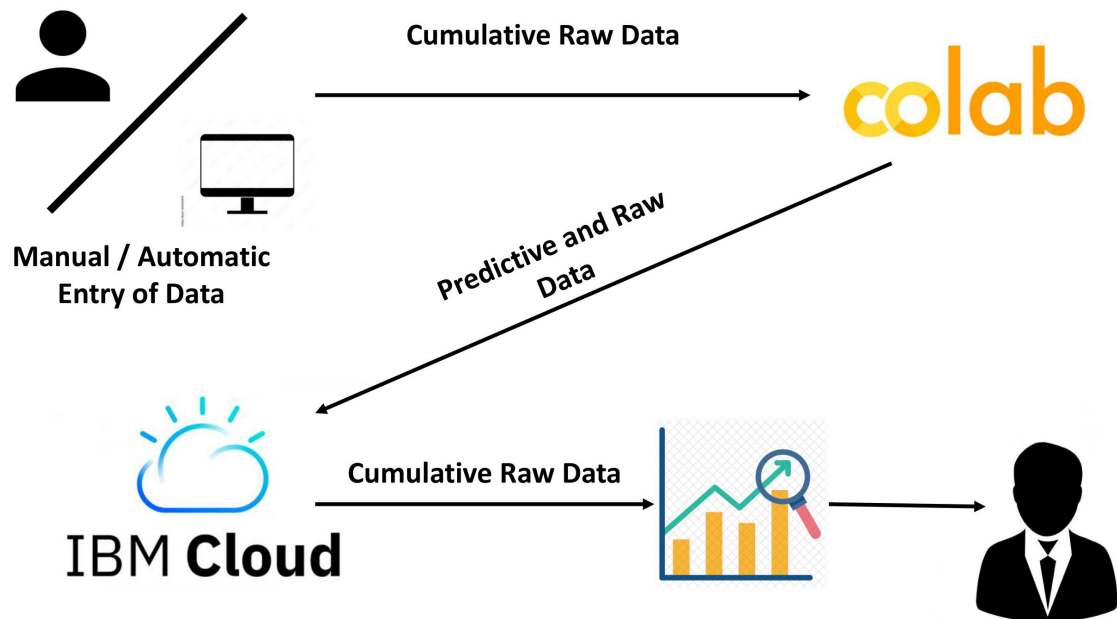 Cumulative Raw Data
colab
Manual / Automatic
Entry of Data
Predictive and Raw
Data
IBM Cloud
Cumulative Raw Data